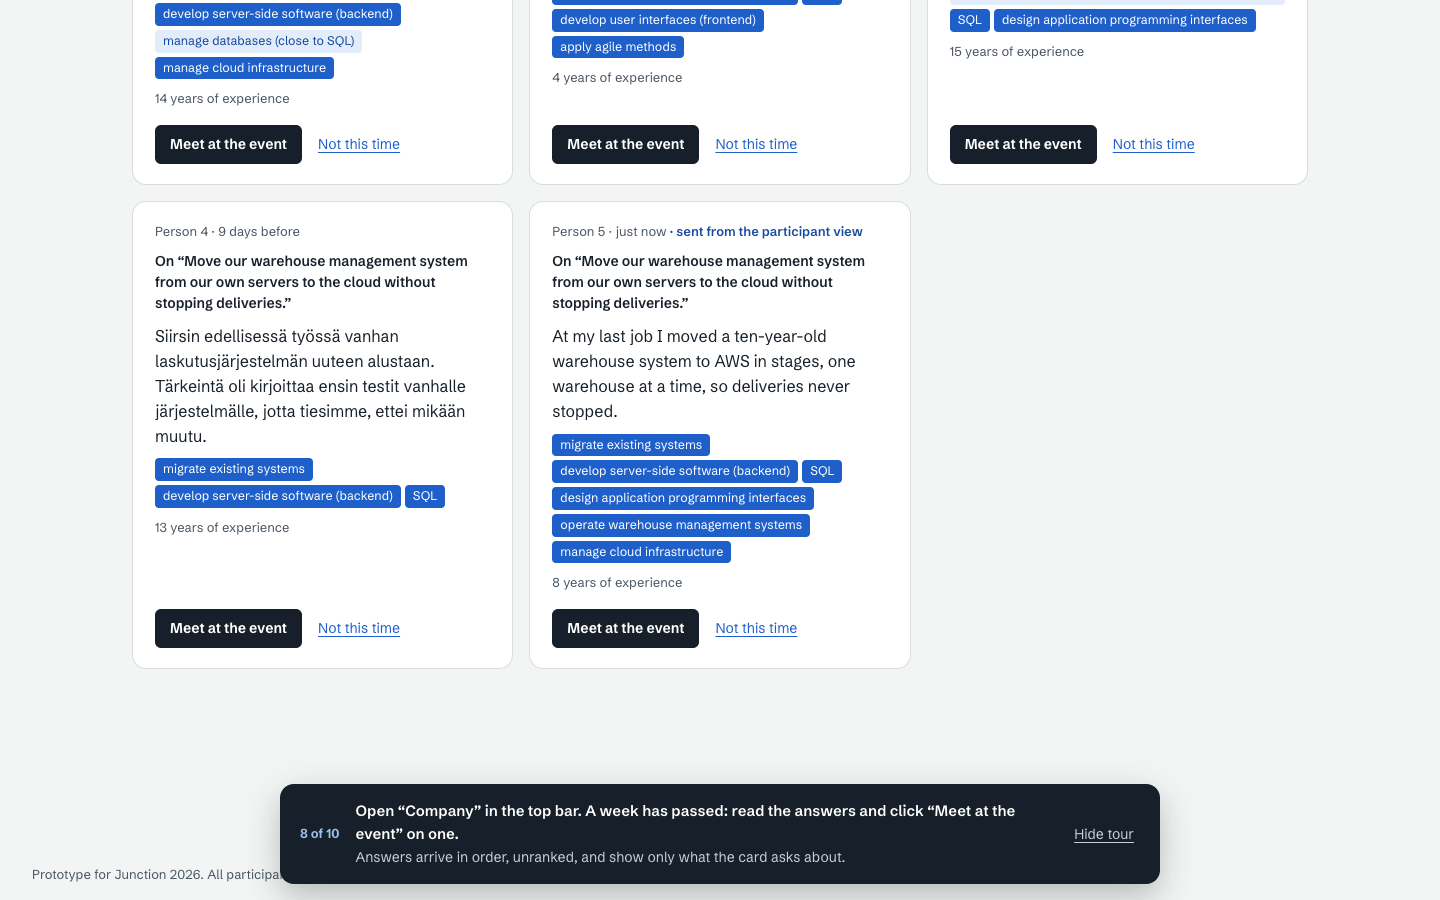 develop server-side software (backend)
manage databases (close to SQL)
manage cloud infrastructure
14 years of experience
Meet at the event
Not this time
develop user interfaces (frontend)
apply agile methods
4 years of experience
Meet at the event
Not this time
SQL
design application programming interfaces
15 years of experience
Meet at the event
Not this time
Person 4 · 9 days before
On “Move our warehouse management system
from our own servers to the cloud without
stopping deliveries.”
Siirsin edellisessä työssä vanhan
laskutusjärjestelmän uuteen alustaan.
Tärkeintä oli kirjoittaa ensin testit vanhalle
järjestelmälle, jotta tiesimme, ettei mikään
muutu.
migrate existing systems
develop server-side software (backend)
SQL
13 years of experience
Meet at the event
Not this time
Person 5 · just now · sent from the participant view
On “Move our warehouse management system
from our own servers to the cloud without
stopping deliveries.”
At my last job I moved a ten-year-old
warehouse system to AWS in stages, one
warehouse at a time, so deliveries never
stopped.
migrate existing systems
develop server-side software (backend)
SQL
design application programming interfaces
operate warehouse management systems
manage cloud infrastructure
8 years of experience
Meet at the event
Not this time
8 of 10
Open “Company” in the top bar. A week has passed: read the answers and click “Meet at the
event” on one.
Answers arrive in order, unranked, and show only what the card asks about.
Hide tour
Prototype for Junction 2026. All